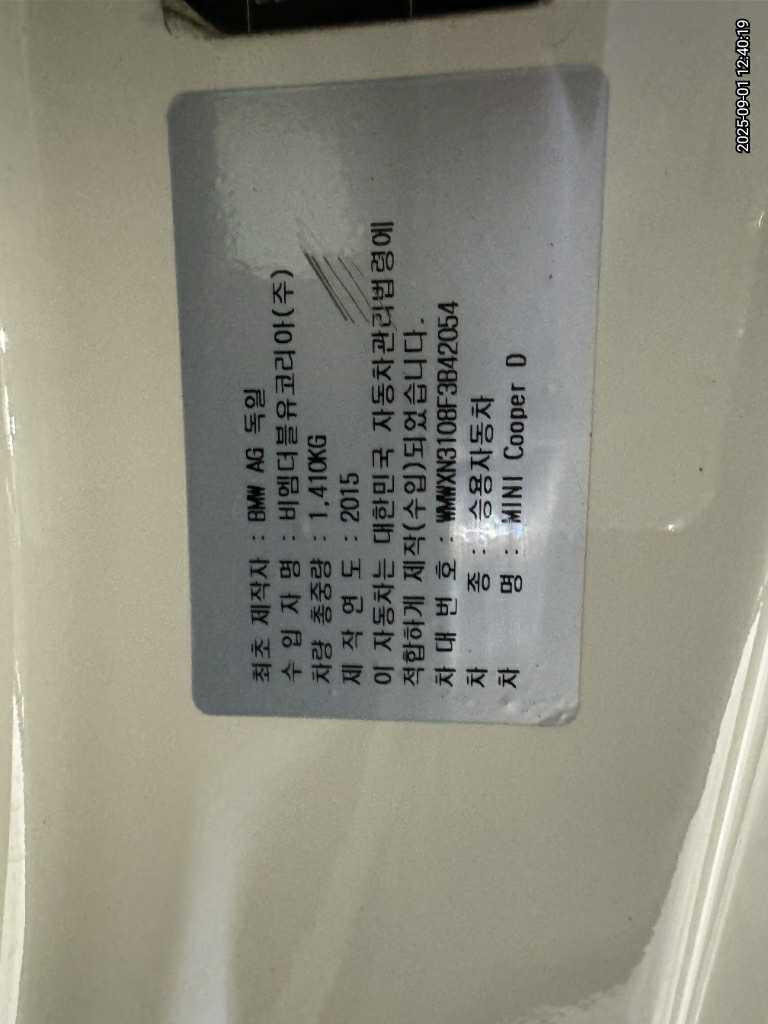 최초 제작자 : BMW AG 독일
수 입 자 명 : 비엠더블유코리아(주)
차량 총중량 : 1,410KG
제 작 연 도 : 2015
이 자동차는 대한민국 자동차관리법령에
적합하게 제작(수입)되었습니다.
차 대 번 호 : WMWXN3108F3B42054
차 종 : 승용자동차
차 명 : MINI Cooper D
2025-09-01 12:40:19